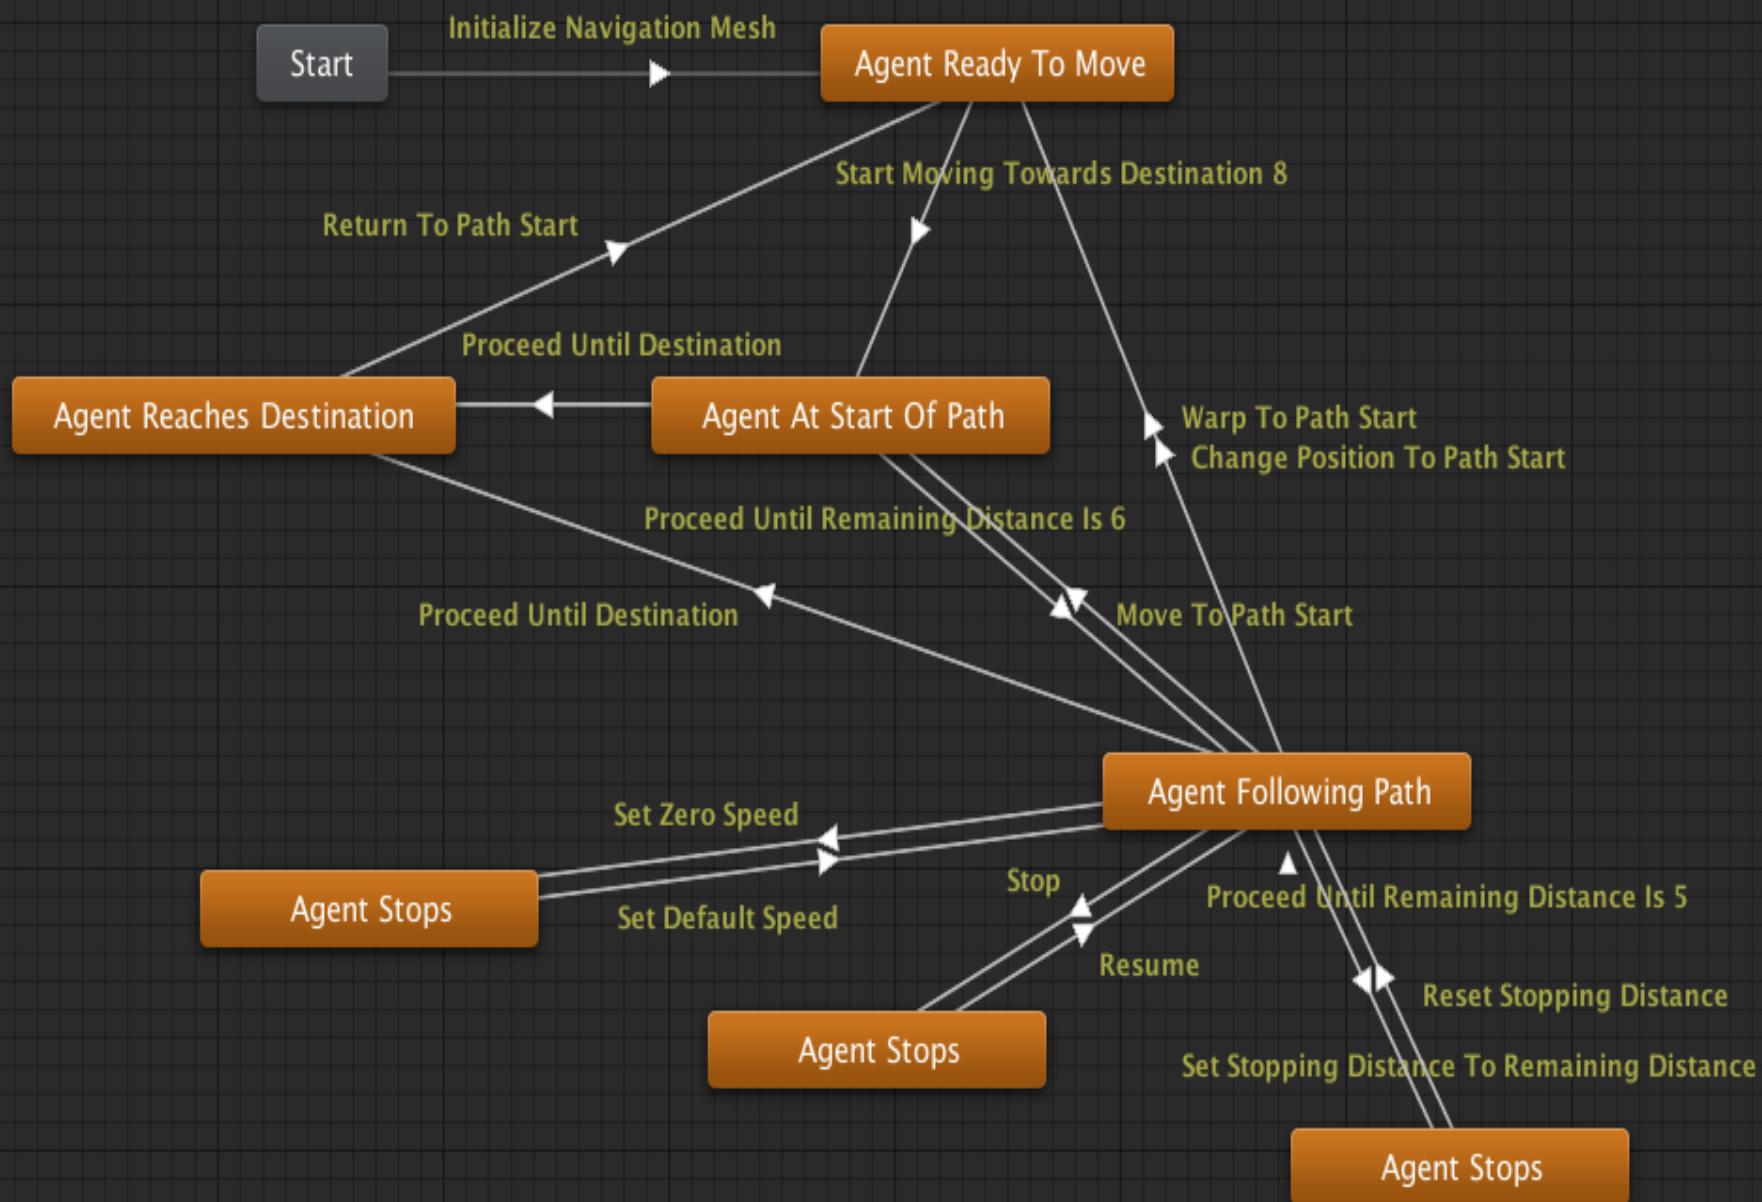 Initialize Navigation Mesh
Start
Agent Ready To Move
Start Moving Towards Destination 8
Return To Path Start
Proceed Until Destination
Agent Reaches Destination
Agent At Start Of Path
Warp To Path Start
Change Position To Path Start
Proceed Until Remaining Distance Is 6
Proceed Until Destination
Move To Path Start
Agent Following Path
Set Zero Speed
Stop
Proceed Until Remaining Distance Is 5
Agent Stops
Set Default Speed
Resume
Reset Stopping Distance
Agent Stops
Set Stopping Distance To Remaining Distance
Agent Stops